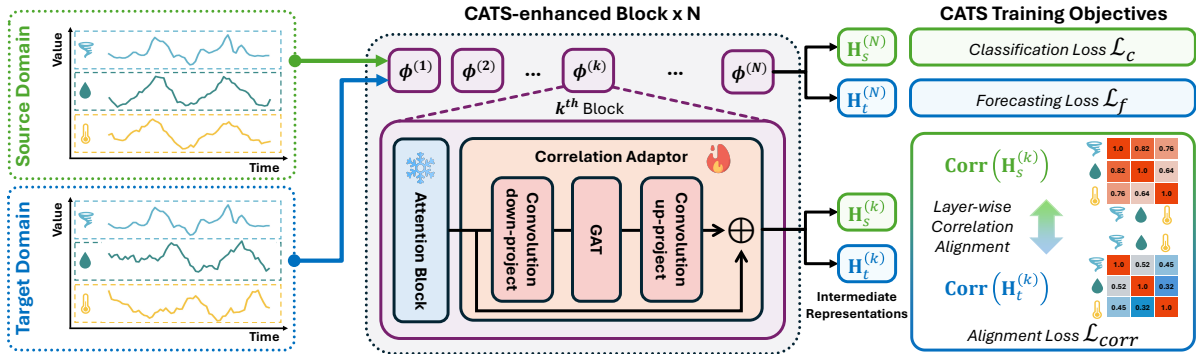 CATS-enhanced Block x N
CATS Training Objectives
Source Domain
Value
Time
Target Domain
Value
Time
ϕ^(1)
ϕ^(2)
...
ϕ^(k)
...
ϕ^(N)
k^th Block
Attention Block
Correlation Adaptor
Convolution
down-project
GAT
Convolution
up-project
H_s^(N)
H_t^(N)
H_s^(k)
H_t^(k)
Intermediate
Representations
Classification Loss ℒ_c
Forecasting Loss ℒ_f
Corr(H_s^(k))
Layer-wise
Correlation
Alignment
Corr(H_t^(k))
1.0 0.82 0.76
0.82 1.0 0.64
0.76 0.64 1.0
1.0 0.52 0.45
0.52 1.0 0.32
0.45 0.32 1.0
Alignment Loss ℒ_corr